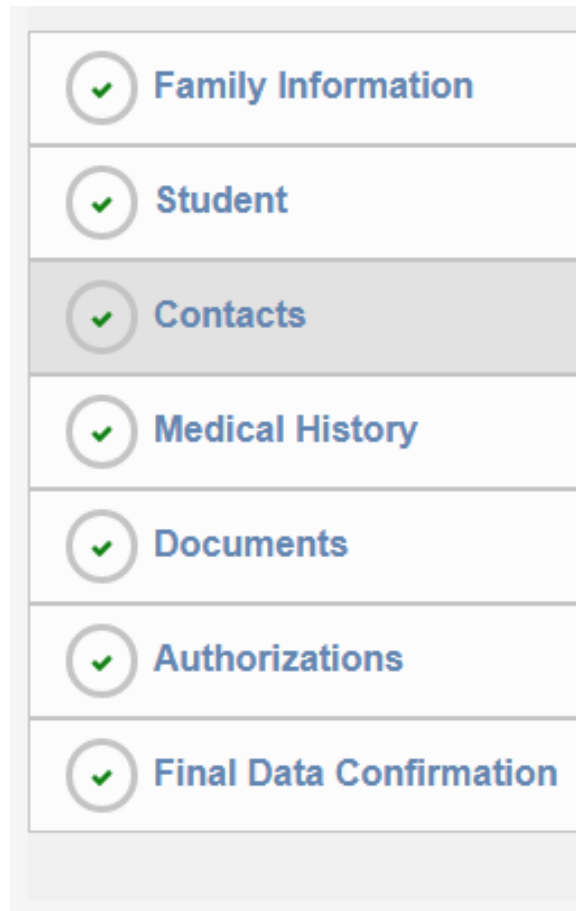 Family Information
Student
Contacts
Medical History
Documents
Authorizations
Final Data Confirmation